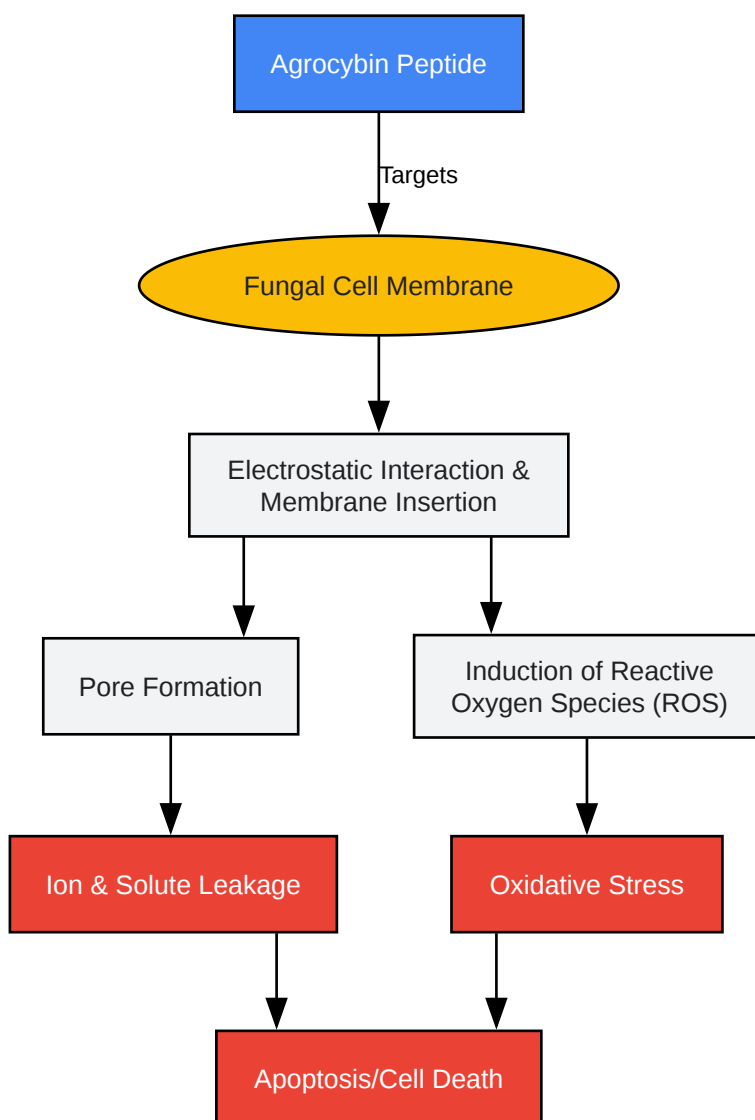 Agrocybin Peptide
Targets
Fungal Cell Membrane
Electrostatic Interaction &
Membrane Insertion
Pore Formation
Induction of Reactive
Oxygen Species (ROS)
Ion & Solute Leakage
Oxidative Stress
Apoptosis/Cell Death